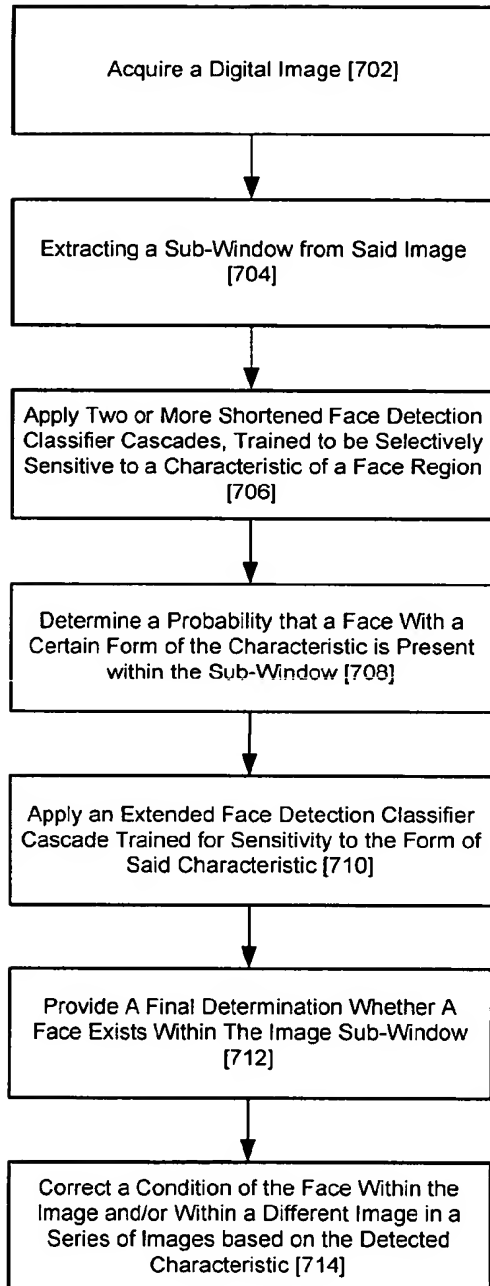 Acquire a Digital Image [702]
Extracting a Sub-Window from Said Image
[704]
Apply Two or More Shortened Face Detection
Classifier Cascades, Trained to be Selectively
Sensitive to a Characteristic of a Face Region
[706]
Determine a Probability that a Face With a
Certain Form of the Characteristic is Present
within the Sub-Window [708]
Apply an Extended Face Detection Classifier
Cascade Trained for Sensitivity to the Form of
Said Characteristic [710]
Provide A Final Determination Whether A
Face Exists Within The Image Sub-Window
[712]
Correct a Condition of the Face Within the
Image and/or Within a Different Image in a
Series of Images based on the Detected
Characteristic [714]